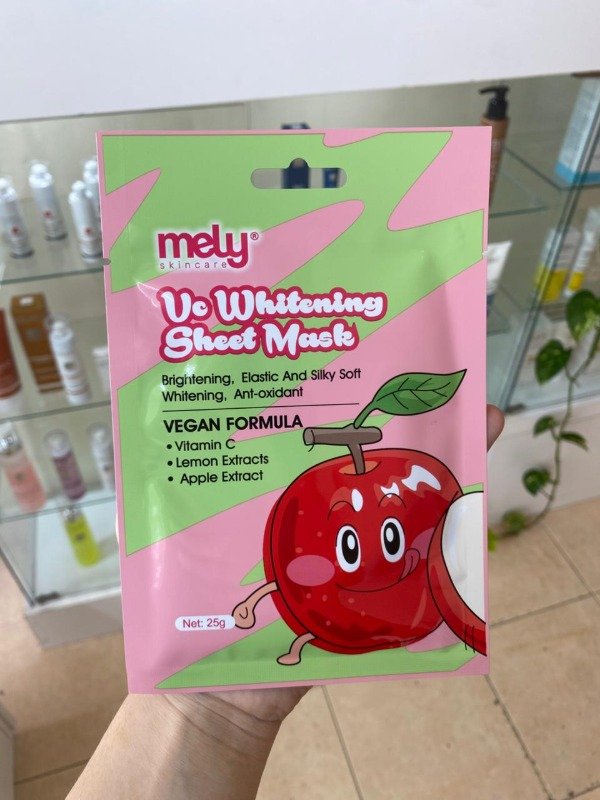 mely®
skincare
Vc Whitening
Sheet Mask
Brightening, Elastic And Silky Soft
Whitening, Anti-oxidant
VEGAN FORMULA
• Vitamin C
• Lemon Extracts
• Apple Extract
Net: 25g